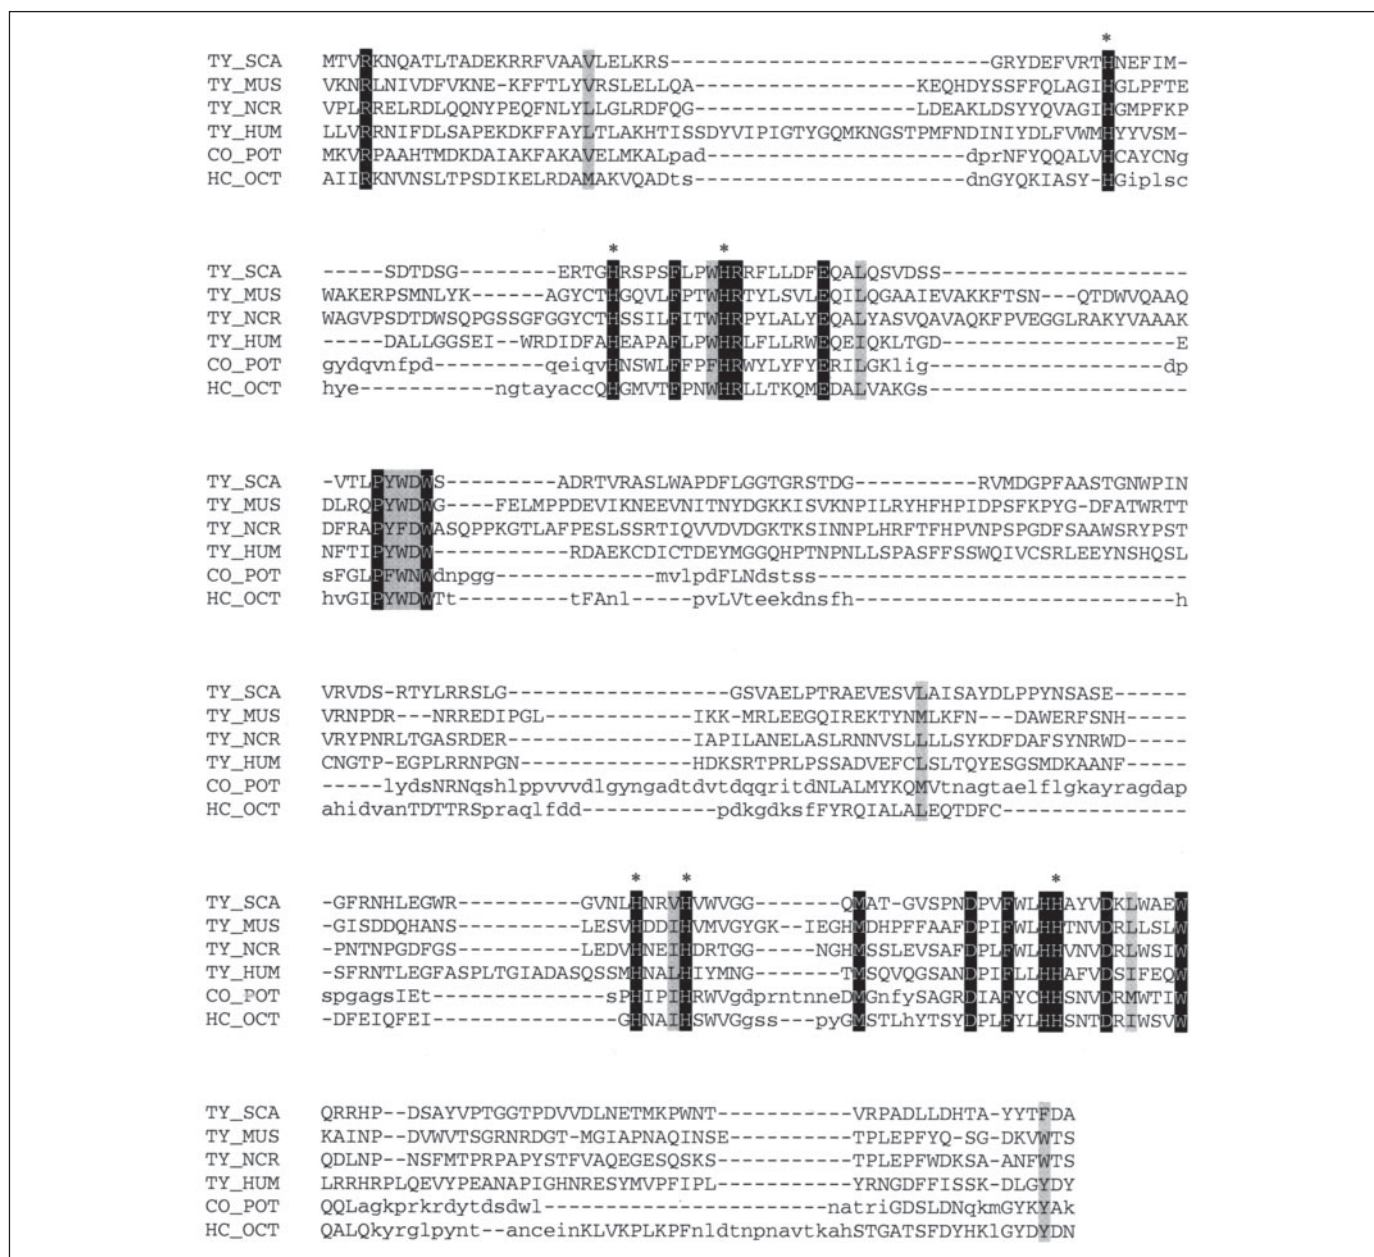 *
TY_SCA MTVRKNQATLTADEKRRFVAAVLELKRS--------------------------GRYDEFVRTHNEFIM-
TY_MUS VKNRLNIVDFVKNE-KFFTLYVRSLELLQA------------------KEQHDYSSFFQLAGIHGLPFTE
TY_NCR VPLRRELRDLQQNYPEQFNLYLLGLRDFQG------------------LDEAKLDSYYQVAGIHGMPFKP
TY_HUM LLVRRNIFDLSAPEKDKFFAYLTLAKHTISSDYVIPIGTYGQMKNGSTPMFNDINIYDLFVWMHYYVSM-
CO_POT MKVRPAAHTMDKDAIAKFAKAVELMKALpad---------------------dprNFYQQALVHCAYCNg
HC_OCT AIIRKNVNSLTPSDIKELRDAMAKVQADts----------------------dnGYQKIASY-HGiplsc
* *
TY_SCA -----SDTDSG--------ERTGHRSPSFLPWHRRFLLDFEQALQSVDSS--------------------
TY_MUS WAKERPSMNLYK-------AGYCTHGQVLFPTWHRTYLSVLEQILQGAAIEVAKKFTSN---QTDWVQAAQ
TY_NCR WAGVPSDTDWSQPGSSGFGGYCTHSSILFITWHRPYLALYEQALYASVQAVAQKFPVEGGLRAKYVAAAK
TY_HUM -----DALLGGSEI--WRDIDFAHEAPAFLPWHRLFLLRWEQEIQKLTGD-------------------E
CO_POT gydqvnfpd---------qeiqvHNSWLFFPFHRWYLYFYERILGKlig-------------------dp
HC_OCT hye-----------ngtayaccQHGMVTFPNWHRLLTKQMEDALVAKGs---------------------
TY_SCA -VTLPYWDWS---------ADRTVRASLWAPDFLGGTGRSTDG----------RVMDGPFAASTGNWPIN
TY_MUS DLRQPYWDWG----FELMPPDEVIKNEEVNITNYDGKKISVKNPILRYHFHPIDPSFKPYG-DFATWRTT
TY_NCR DFRAPYFDWASQPPKGTLAFPESLSSRTIQVVDVDGKTKSINNPLHRFTFHPVNPSPGDFSAAWSRYPST
TY_HUM NFTIPYWDW-----------RDAEKCDICTDEYMGGQHPTNPNLLSPASFFSSWQIVCSRLEEYNSHQSL
CO_POT sFGLPFWNWdnpgg-------------mvlpdFLNdstss------------------------------
HC_OCT hvGIPYWDWTt---------tFAnl-----pvLVteekdnsfh--------------------------h
TY_SCA VRVDS-RTYLRRSLG------------------GSVAELPTRAEVESVLAISAYDLPPYNSASE------
TY_MUS VRNPDR---NRREDIPGL-------------IKK-MRLEEGQIREKTYNMLKFN---DAWERFSNH-----
TY_NCR VRYPNRLTGASRDER---------------IAPILANELASLRNNVSLLLLSYKDFDAFSYNRWD-----
TY_HUM CNGTP-EGPLRRNPGN--------------HDKSRTPRLPSSADVEFCLSLTQYESGSMDKAANF-----
CO_POT -----lydsNRNqshlppvvvdlgyngadtdvtdqqritdNLALMYKQMVtnagtaelflgkayragdap
HC_OCT ahidvanTDTTRSpraqlfdd-----------pdkgdksfFYRQIALALEQTDFC---------------
* * *
TY_SCA -GFRNHLEGWR----------GVNLHNRVHVWVGG---------QMAT-GVSPNDPVFWLHHAYVDKLWAEW
TY_MUS -GISDDQHANS----------LESVHDDIHVMVGYGK---IEGHMDHPFFAAFDPIFWLHHTNVDRLLSLW
TY_NCR -PNTNPGDFGS----------LEDVHNEIHDRTGG-----NGHMSSLEVSAFDPLFWLHHVNVDRLWSIW
TY_HUM -SFRNTLEGFASPLTGIADASQSSMHNALHIYMNG-------TMSQVQGSANDPIFLLHHAFVDSIFEQW
CO_POT spgagsIEt-------------sPHIPIHRWVgdprntnneDMGnfySAGRDIAFYCHHSNVDRMWTIW
HC_OCT -DFEIQFEI-------------GHNAIHSWVGgss---pyGMSTLhYTSYDPLFYLHHSNTDRIWSVW
TY_SCA QRRHP--DSAYVPTGGTPDVVDLNETMKPWNT-----------VRPADLLDHTA-YYTFDA
TY_MUS KAINP--DVWVTSGRNRDGT-MGIAPNAQINSE----------TPLEPFYQ-SG-DKVWTS
TY_NCR QDLNP--NSFMTPRPAPYSTFVAQEGESQSKS-----------TPLEPFWDKSA-ANFWTS
TY_HUM LRRHRPLQEVYPEANAPIGHNRESYMVPFIPL-----------YRNGDFFISSK-DLGYDY
CO_POT QQLagkprkrdytdsdwl-----------------------natriGDSLDNqkmGYKYAk
HC_OCT QALQkyrglpynt--anceinKLVKPLKPFnldtnpnavtkahSTGATSFDYHKlGYDYDN